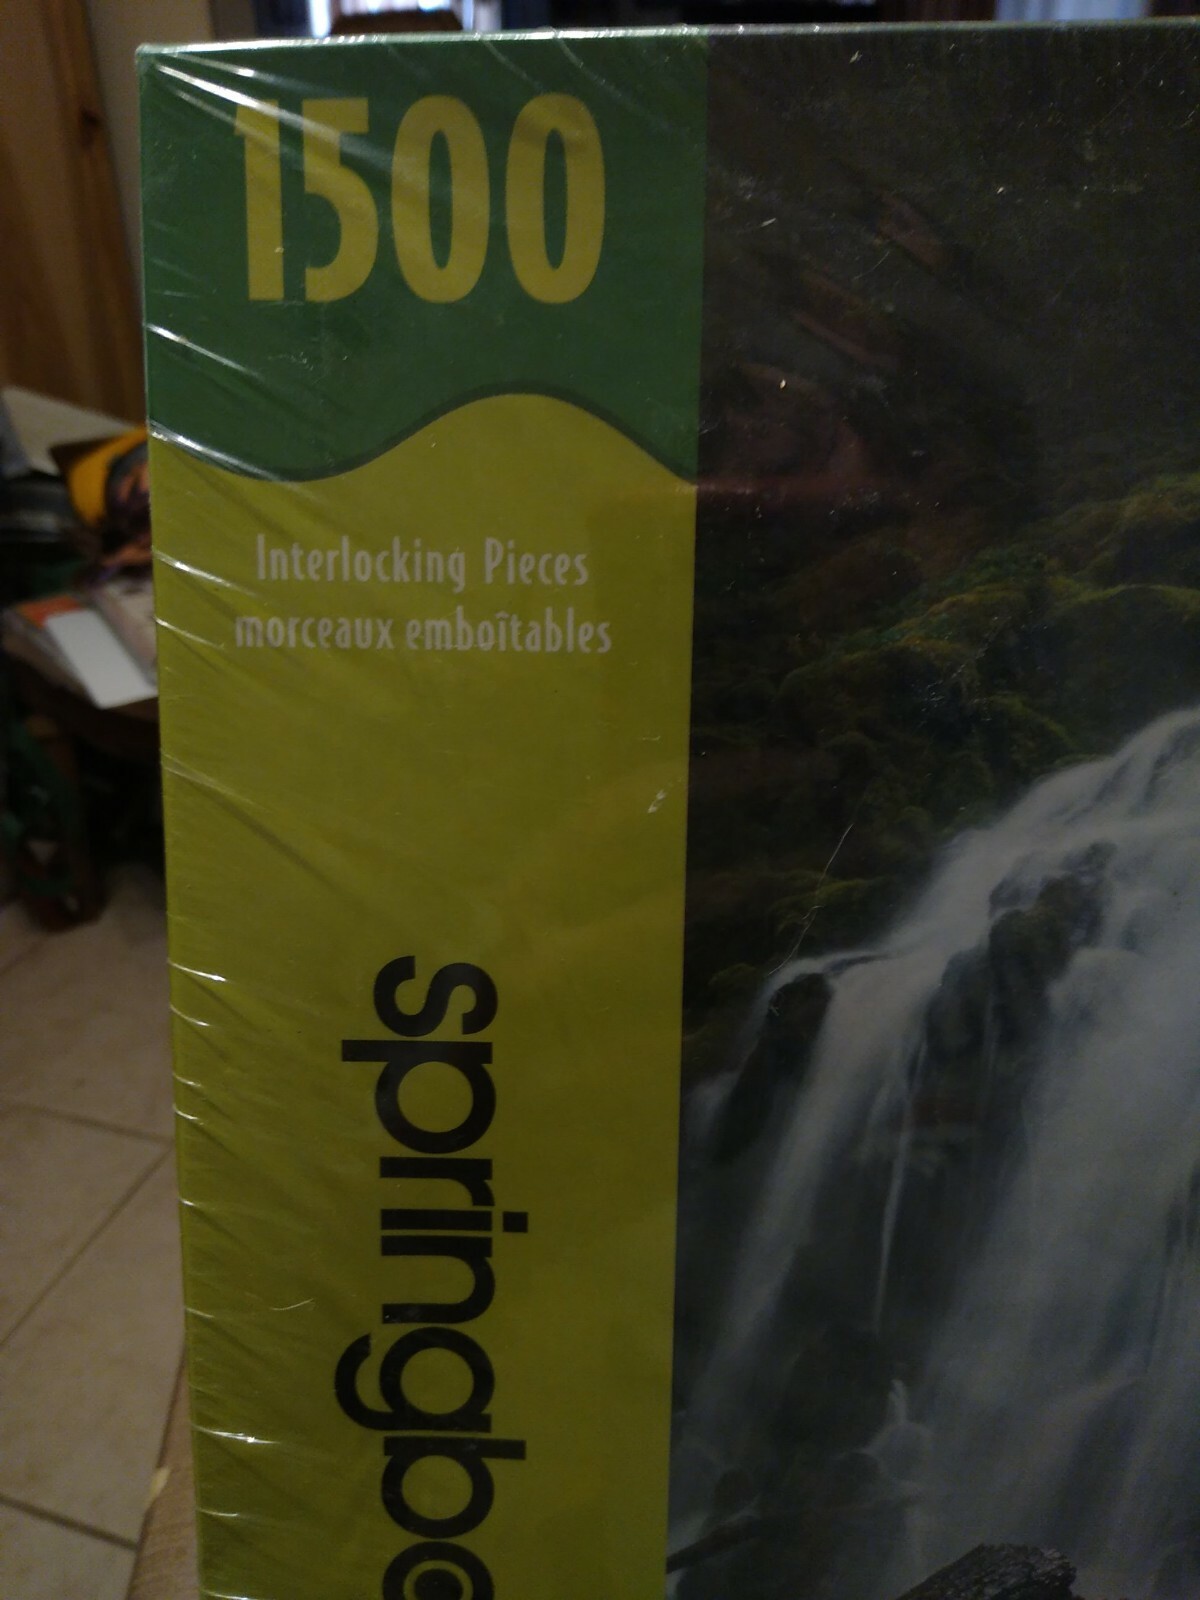 1500
Interlocking Pieces
morceaux emboîtables
springbo